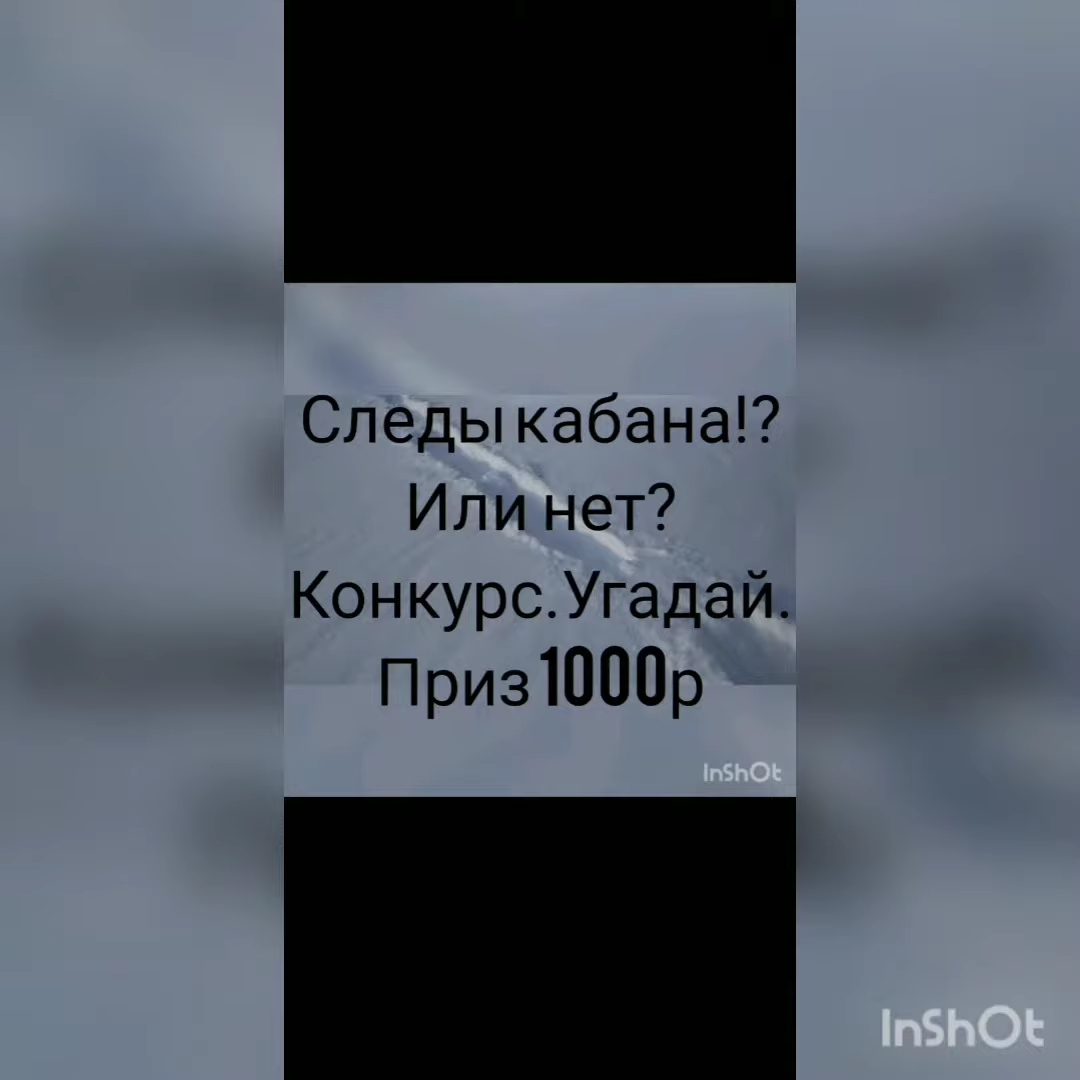 Следы кабана!?
Или нет?
Конкурс.Угадай.
Приз 1000р
InShOt
InShOt